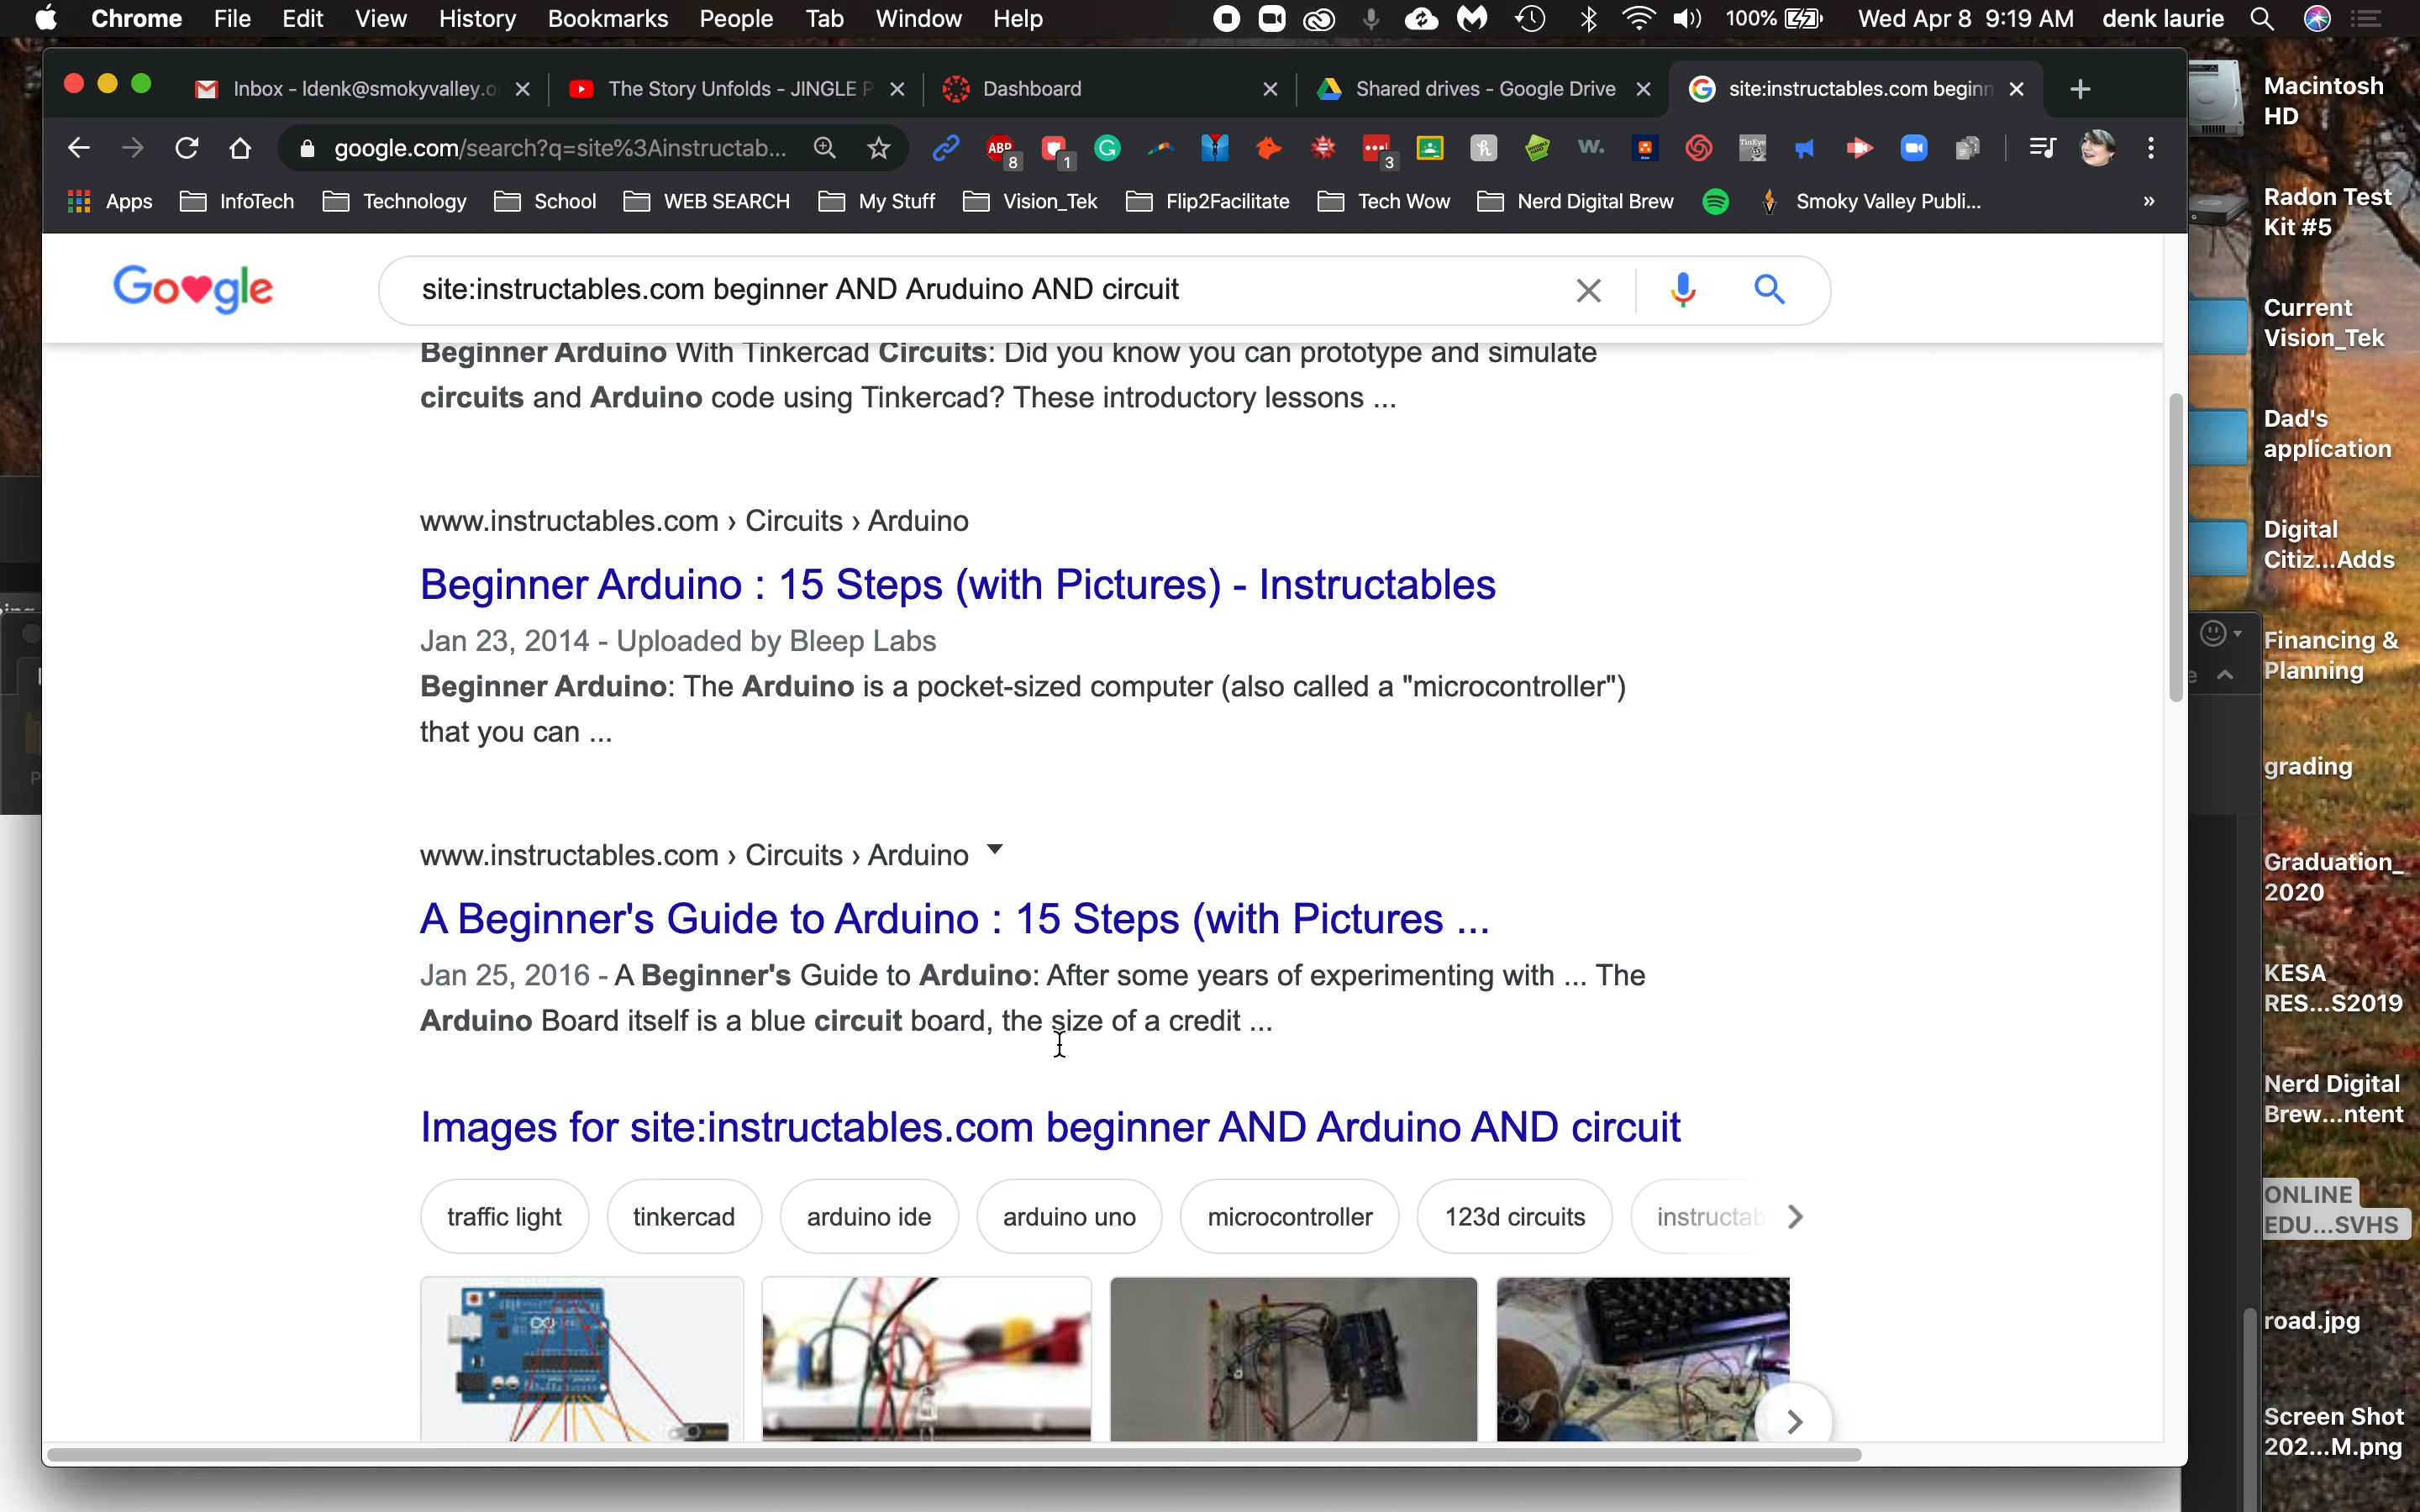 Chrome File Edit View History Bookmarks People Tab Window Help 100% Wed Apr 8 9:19 AM denk laurie
Inbox - ldenk@smokyvalley.o
The Story Unfolds - JINGLE P
Dashboard
Shared drives - Google Drive
site:instructables.com beginn
google.com/search?q=site%3Ainstructab...
ABP 8 1 3 TinEye
Apps InfoTech Technology School WEB SEARCH My Stuff Vision_Tek Flip2Facilitate Tech Wow Nerd Digital Brew Smoky Valley Publi... »
Google
site:instructables.com beginner AND Aruduino AND circuit
Beginner Arduino With Tinkercad Circuits: Did you know you can prototype and simulate
circuits and Arduino code using Tinkercad? These introductory lessons ...
www.instructables.com › Circuits › Arduino
Beginner Arduino : 15 Steps (with Pictures) - Instructables
Jan 23, 2014 - Uploaded by Bleep Labs
Beginner Arduino: The Arduino is a pocket-sized computer (also called a "microcontroller")
that you can ...
www.instructables.com › Circuits › Arduino
A Beginner's Guide to Arduino : 15 Steps (with Pictures ...
Jan 25, 2016 - A Beginner's Guide to Arduino: After some years of experimenting with ... The
Arduino Board itself is a blue circuit board, the size of a credit ...
Images for site:instructables.com beginner AND Arduino AND circuit
traffic light tinkercad arduino ide arduino uno microcontroller 123d circuits instructab
Macintosh
HD
Radon Test
Kit #5
Current
Vision_Tek
Dad's
application
Digital
Citiz...Adds
Financing &
Planning
grading
Graduation_
2020
KESA
RES...S2019
Nerd Digital
Brew...ntent
ONLINE
EDU...SVHS
road.jpg
Screen Shot
202...M.png